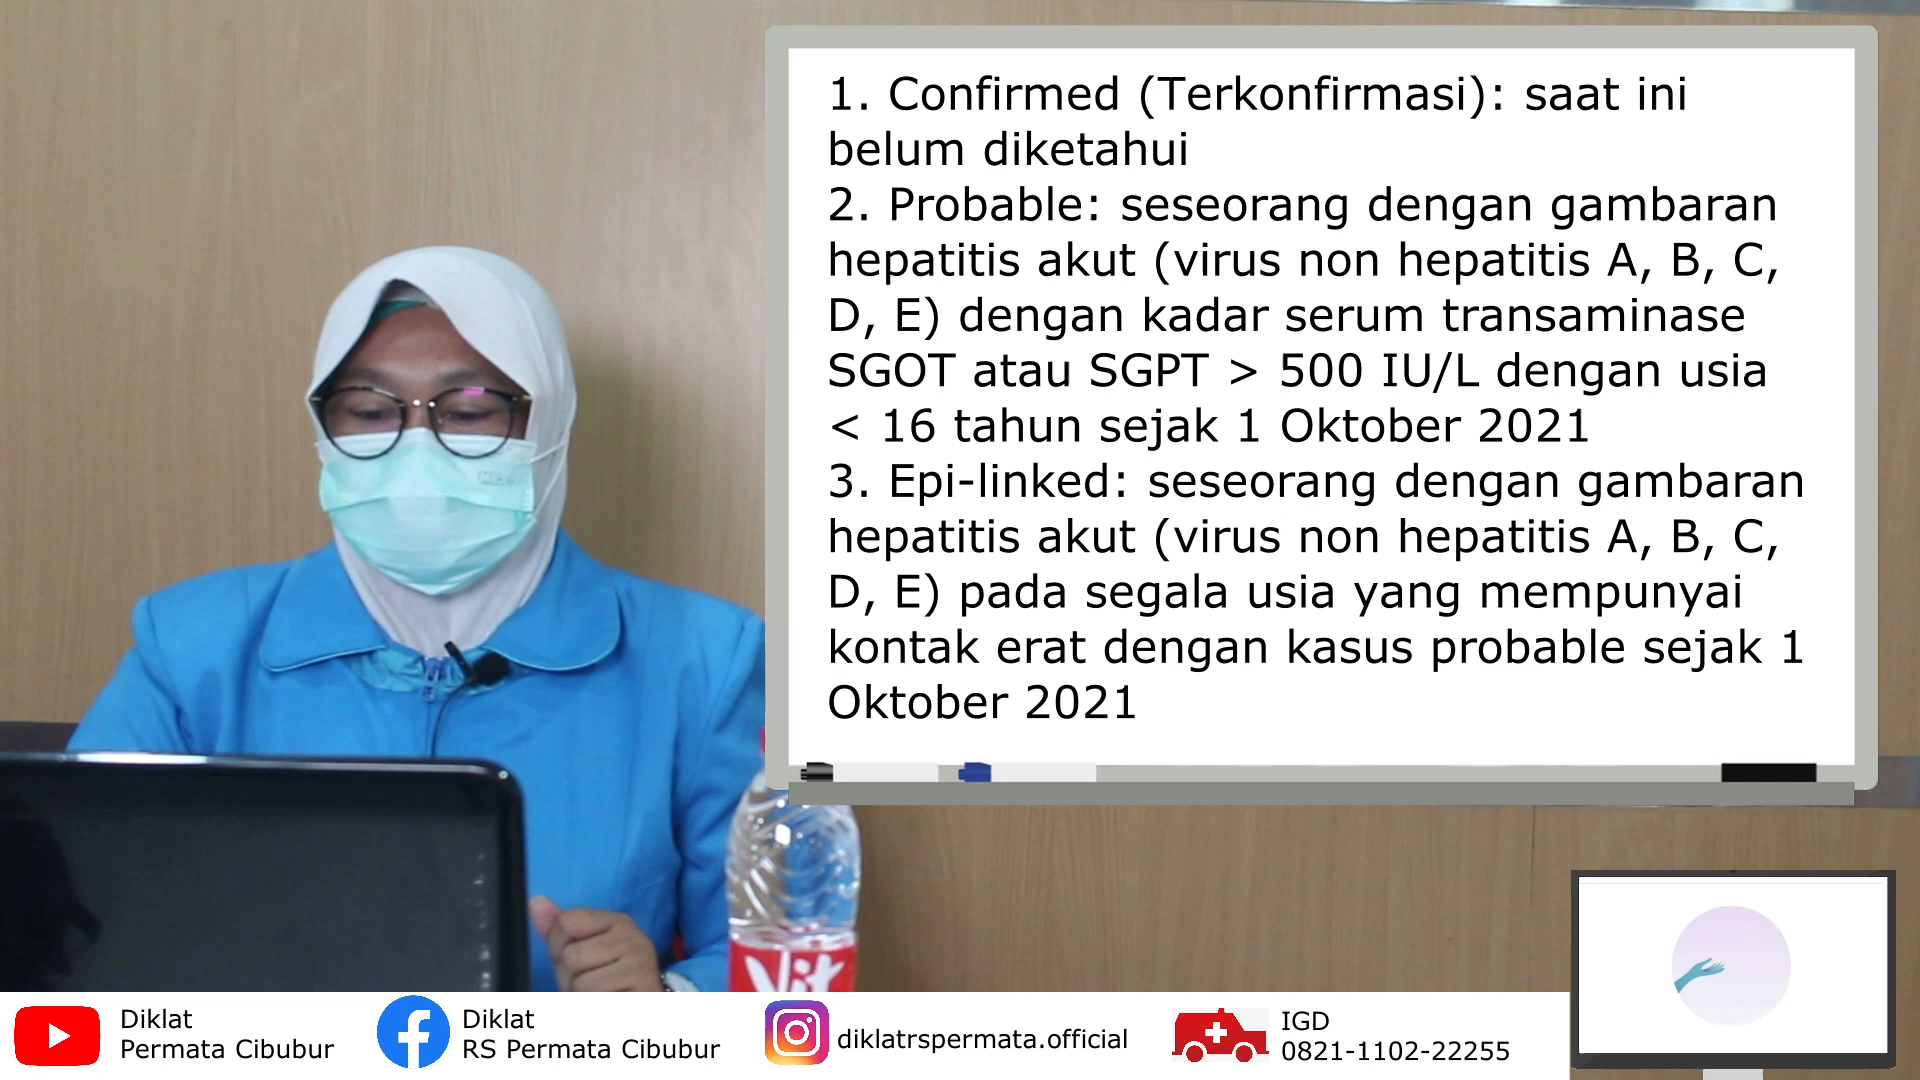 1. Confirmed (Terkonfirmasi): saat ini
belum diketahui
2. Probable: seseorang dengan gambaran
hepatitis akut (virus non hepatitis A, B, C,
D, E) dengan kadar serum transaminase
SGOT atau SGPT > 500 IU/L dengan usia
< 16 tahun sejak 1 Oktober 2021
3. Epi-linked: seseorang dengan gambaran
hepatitis akut (virus non hepatitis A, B, C,
D, E) pada segala usia yang mempunyai
kontak erat dengan kasus probable sejak 1
Oktober 2021
Vit
Diklat
Permata Cibubur
Diklat
RS Permata Cibubur
diklatrspermata.official
IGD
0821-1102-22255